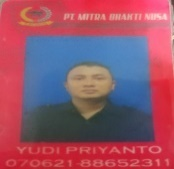 PT MITRA BHAKTI NUSA
YUDI PRIYANTO
070621-88652311